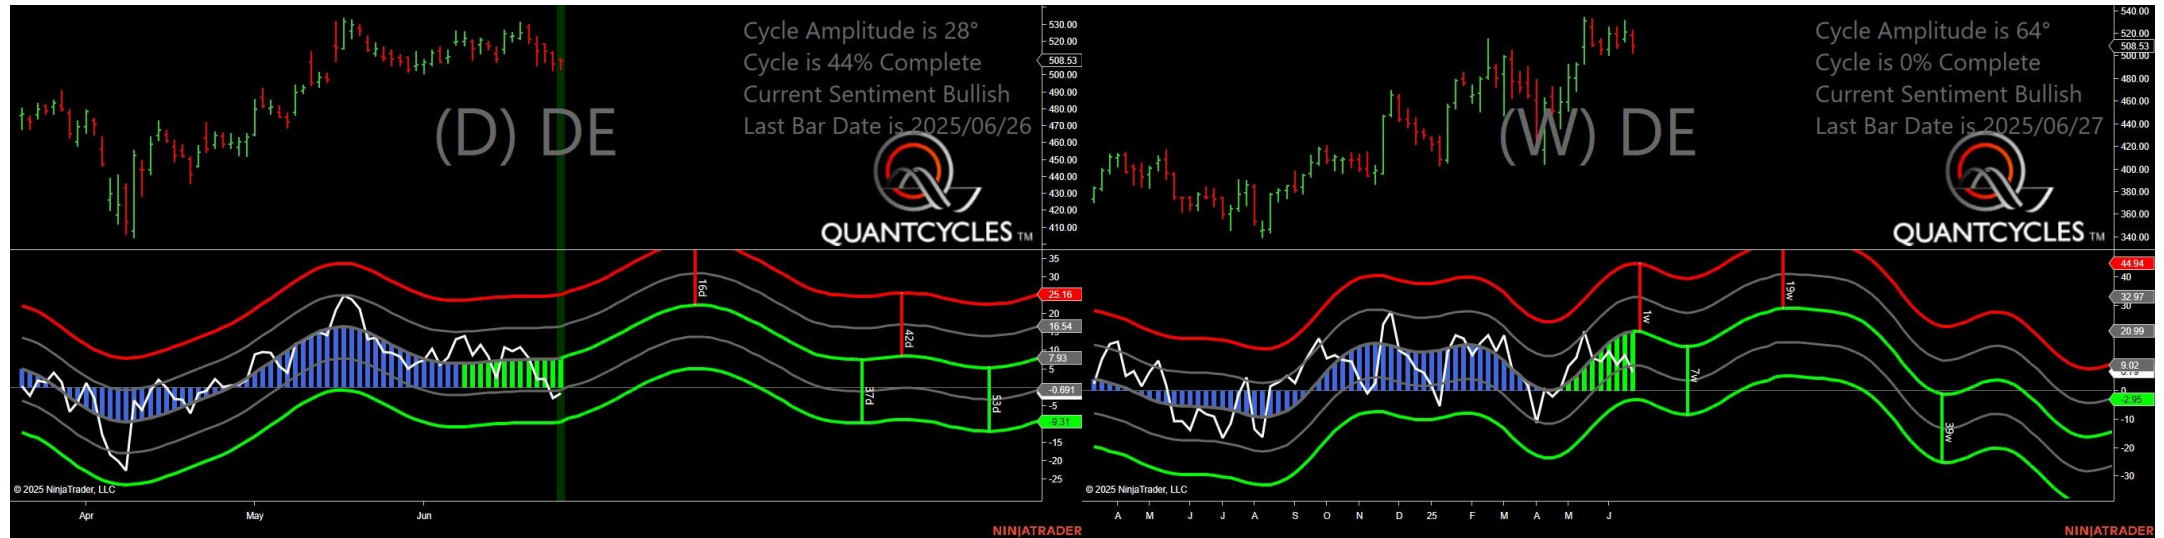 Cycle Amplitude is 28°
Cycle is 44% Complete
Current Sentiment Bullish
Last Bar Date is 2025/06/26
(D) DE
QUANTCYCLES TM
530.00
520.00
508.53
500.00
490.00
480.00
470.00
460.00
450.00
440.00
430.00
420.00
410.00
35
30
25.16
20
16.54
10
7.93
5
-0.691
-5
-9.31
-15
-20
-25
16d
42d
37d
53d
© 2025 NinjaTrader, LLC
Apr
May
Jun
NINJATRADER
Cycle Amplitude is 64°
Cycle is 0% Complete
Current Sentiment Bullish
Last Bar Date is 2025/06/27
(W) DE
QUANTCYCLES TM
540.00
520.00
508.53
500.00
480.00
460.00
440.00
420.00
400.00
380.00
360.00
340.00
44.94
40
32.97
30
20.99
10
9.02
0
-2.95
-10
-20
-30
1w
7w
19w
39w
© 2025 NinjaTrader, LLC
A M J J A S O N D 25 F M A M J
NINJATRADER